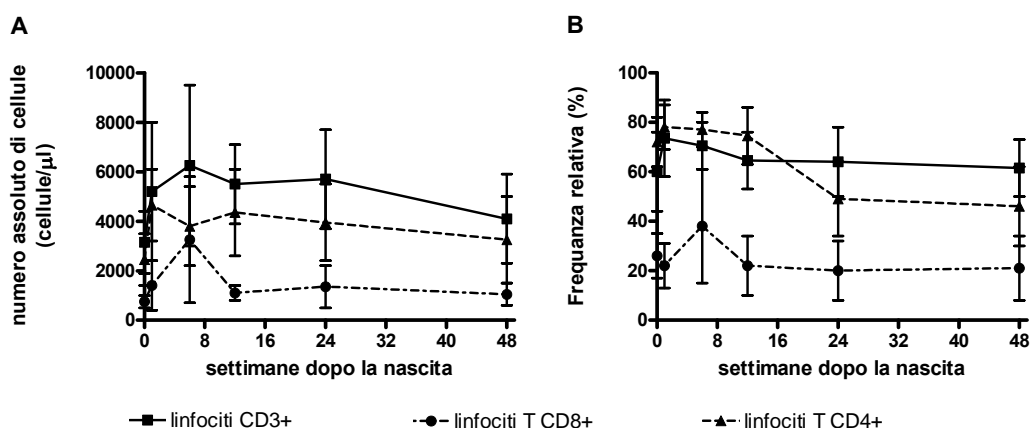 A
B
numero assoluto di cellule
(cellule/µl)
10000
8000
6000
4000
2000
0
0 8 16 24 32 40 48
settimane dopo la nascita
Frequanza relativa (%)
100
80
60
40
20
0
0 8 16 24 32 40 48
settimane dopo la nascita
linfociti CD3+ linfociti T CD8+ linfociti T CD4+